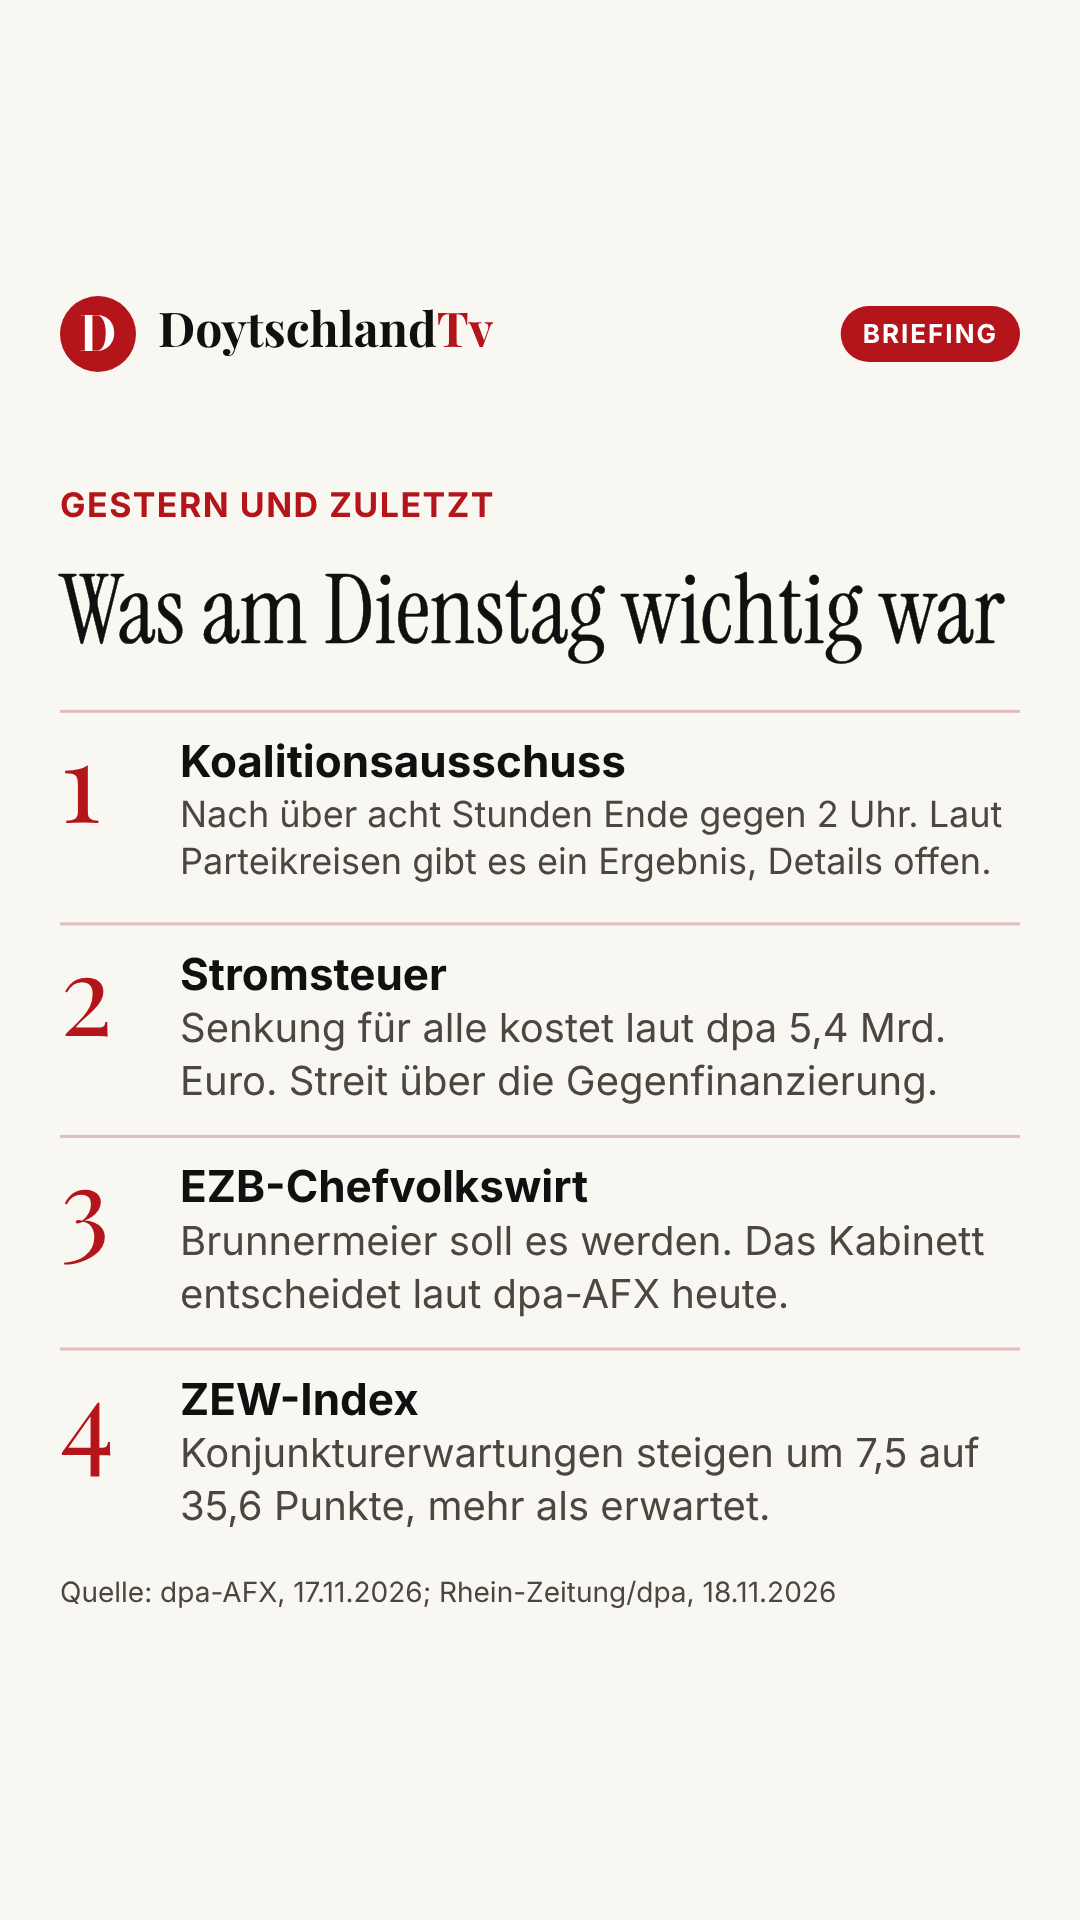 D DoytschlandTv
BRIEFING
GESTERN UND ZULETZT
Was am Dienstag wichtig war
1
Koalitionsausschuss
Nach über acht Stunden Ende gegen 2 Uhr. Laut
Parteikreisen gibt es ein Ergebnis, Details offen.
2
Stromsteuer
Senkung für alle kostet laut dpa 5,4 Mrd.
Euro. Streit über die Gegenfinanzierung.
3
EZB-Chefvolkswirt
Brunnermeier soll es werden. Das Kabinett
entscheidet laut dpa-AFX heute.
4
ZEW-Index
Konjunkturerwartungen steigen um 7,5 auf
35,6 Punkte, mehr als erwartet.
Quelle: dpa-AFX, 17.11.2026; Rhein-Zeitung/dpa, 18.11.2026